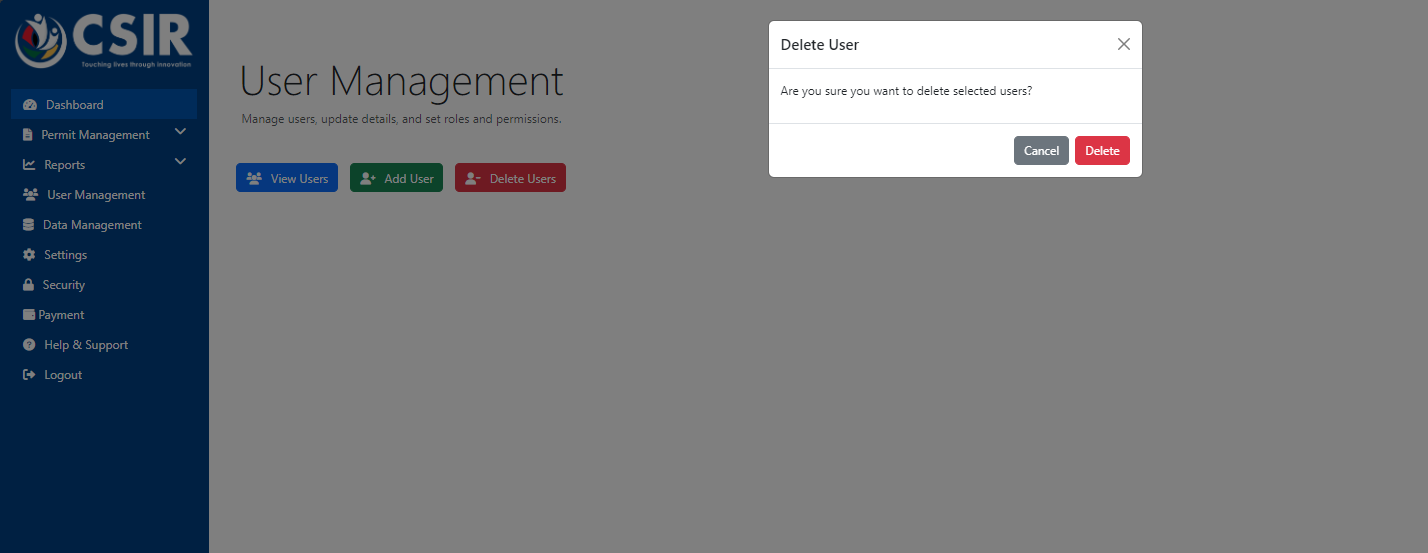 CSIR
Touching lives through innovation
Dashboard
Permit Management
Reports
User Management
Data Management
Settings
Security
Payment
Help & Support
Logout
User Management
Manage users, update details, and set roles and permissions.
View Users
Add User
Delete Users
Delete User
Are you sure you want to delete selected users?
Cancel
Delete